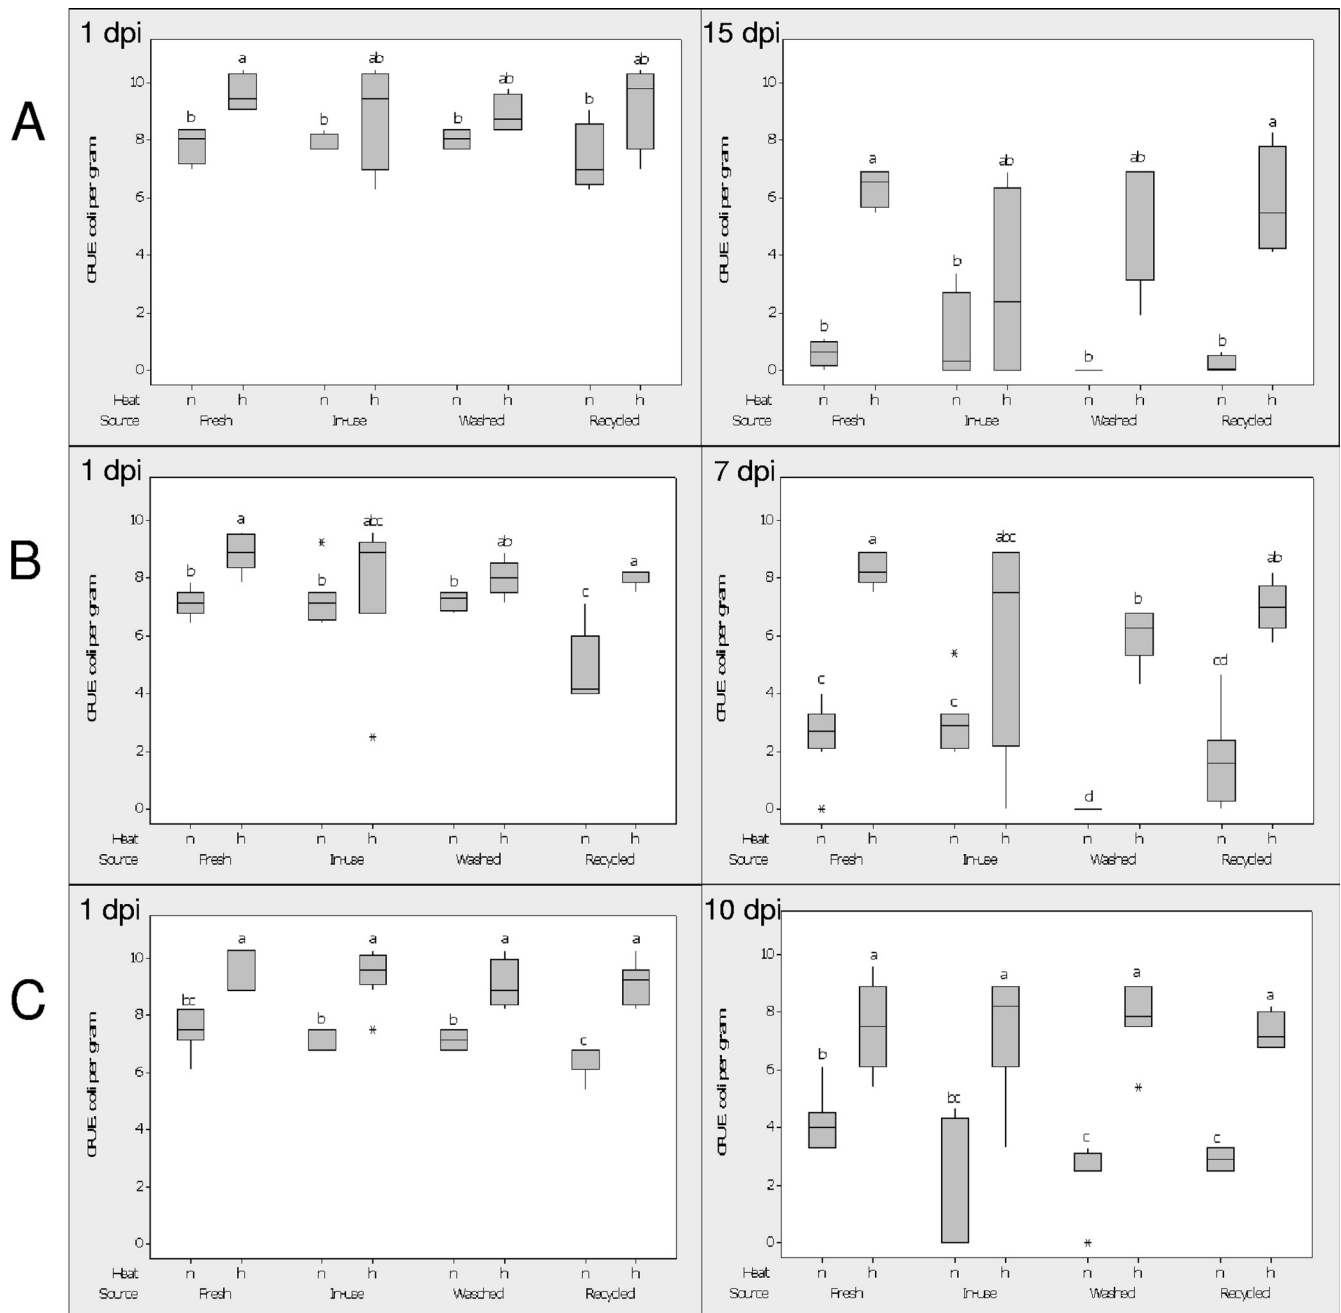 1 dpi
15 dpi
A
CFU E. coli per gram
10
8
6
4
2
0
b a b ab b ab b ab
Heat n h n h n h n h
Source Fresh In-use Washed Recycled
CFU E. coli per gram
10
8
6
4
2
0
b a b ab b ab b a
Heat n h n h n h n h
Source Fresh In-use Washed Recycled
1 dpi
7 dpi
B
CFU E. coli per gram
10
8
6
4
2
0
b a b abc b ab c a
* *
Heat n h n h n h n h
Source Fresh In-use Washed Recycled
CFU E. coli per gram
10
8
6
4
2
0
c a c abc d b cd ab
* *
Heat n h n h n h n h
Source Fresh In-use Washed Recycled
1 dpi
10 dpi
C
CFU E. coli per gram
10
8
6
4
2
0
bc a b a b a c a
*
Heat n h n h n h n h
Source Fresh In-use Wasched Recycled
CFU E. coli per gram
10
8
6
4
2
0
b a bc a c a c a
* *
Heat n h n h n h n h
Source Fresh In-use Washed Recycled